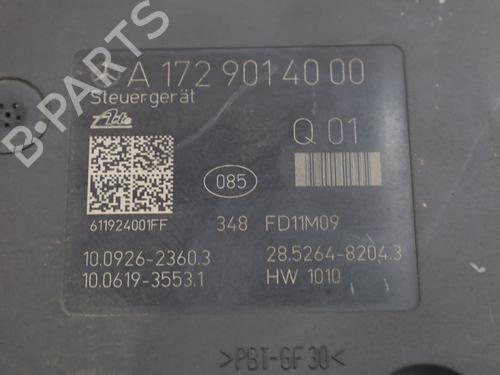 B-PARTS
A 172 901 40 00
Steuergerät
Ate
Q 01
085
611924001FF 348 FD11M09
10.0926-2360.3 28.5264-8204.3
10.0619-3553.1 HW 1010
>PBT-GF30<